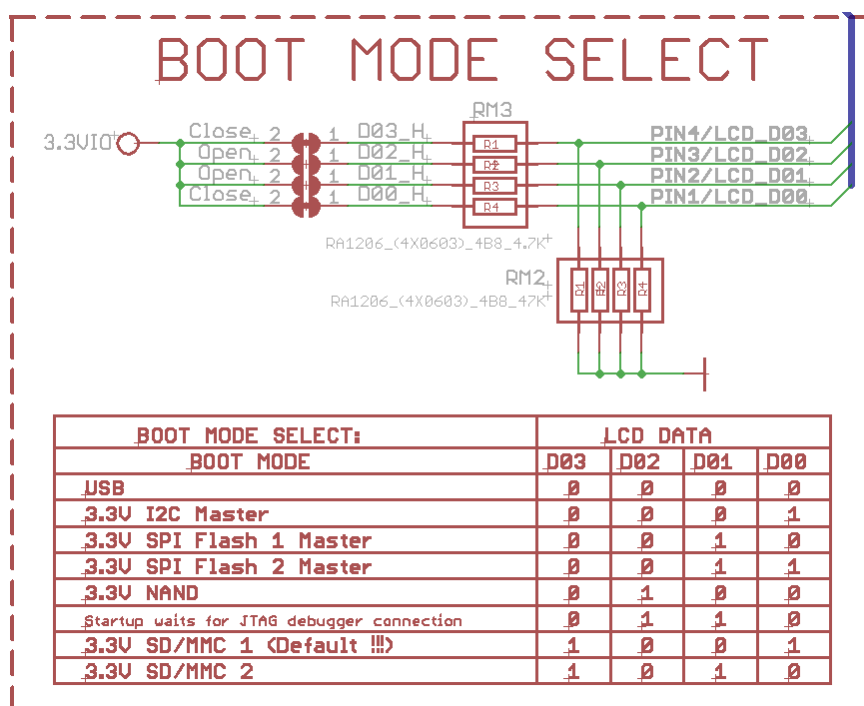 BOOT MODE SELECT
RM3
3.3VIO
Close 2 1 D03_H R1 PIN4/LCD_D03
Open 2 1 D02_H R2 PIN3/LCD_D02
Open 2 1 D01_H R3 PIN2/LCD_D01
Close 2 1 D00_H R4 PIN1/LCD_D00
RA1206_(4X0603)_4B8_4.7K
RM2
R1 R2 R3 R4
RA1206_(4X0603)_4B8_47K
BOOT MODE SELECT: LCD DATA
BOOT MODE D03 D02 D01 D00
USB 0 0 0 0
3.3V I2C Master 0 0 0 1
3.3V SPI Flash 1 Master 0 0 1 0
3.3V SPI Flash 2 Master 0 0 1 1
3.3V NAND 0 1 0 0
Startup waits for JTAG debugger connection 0 1 1 0
3.3V SD/MMC 1 (Default !!!) 1 0 0 1
3.3V SD/MMC 2 1 0 1 0